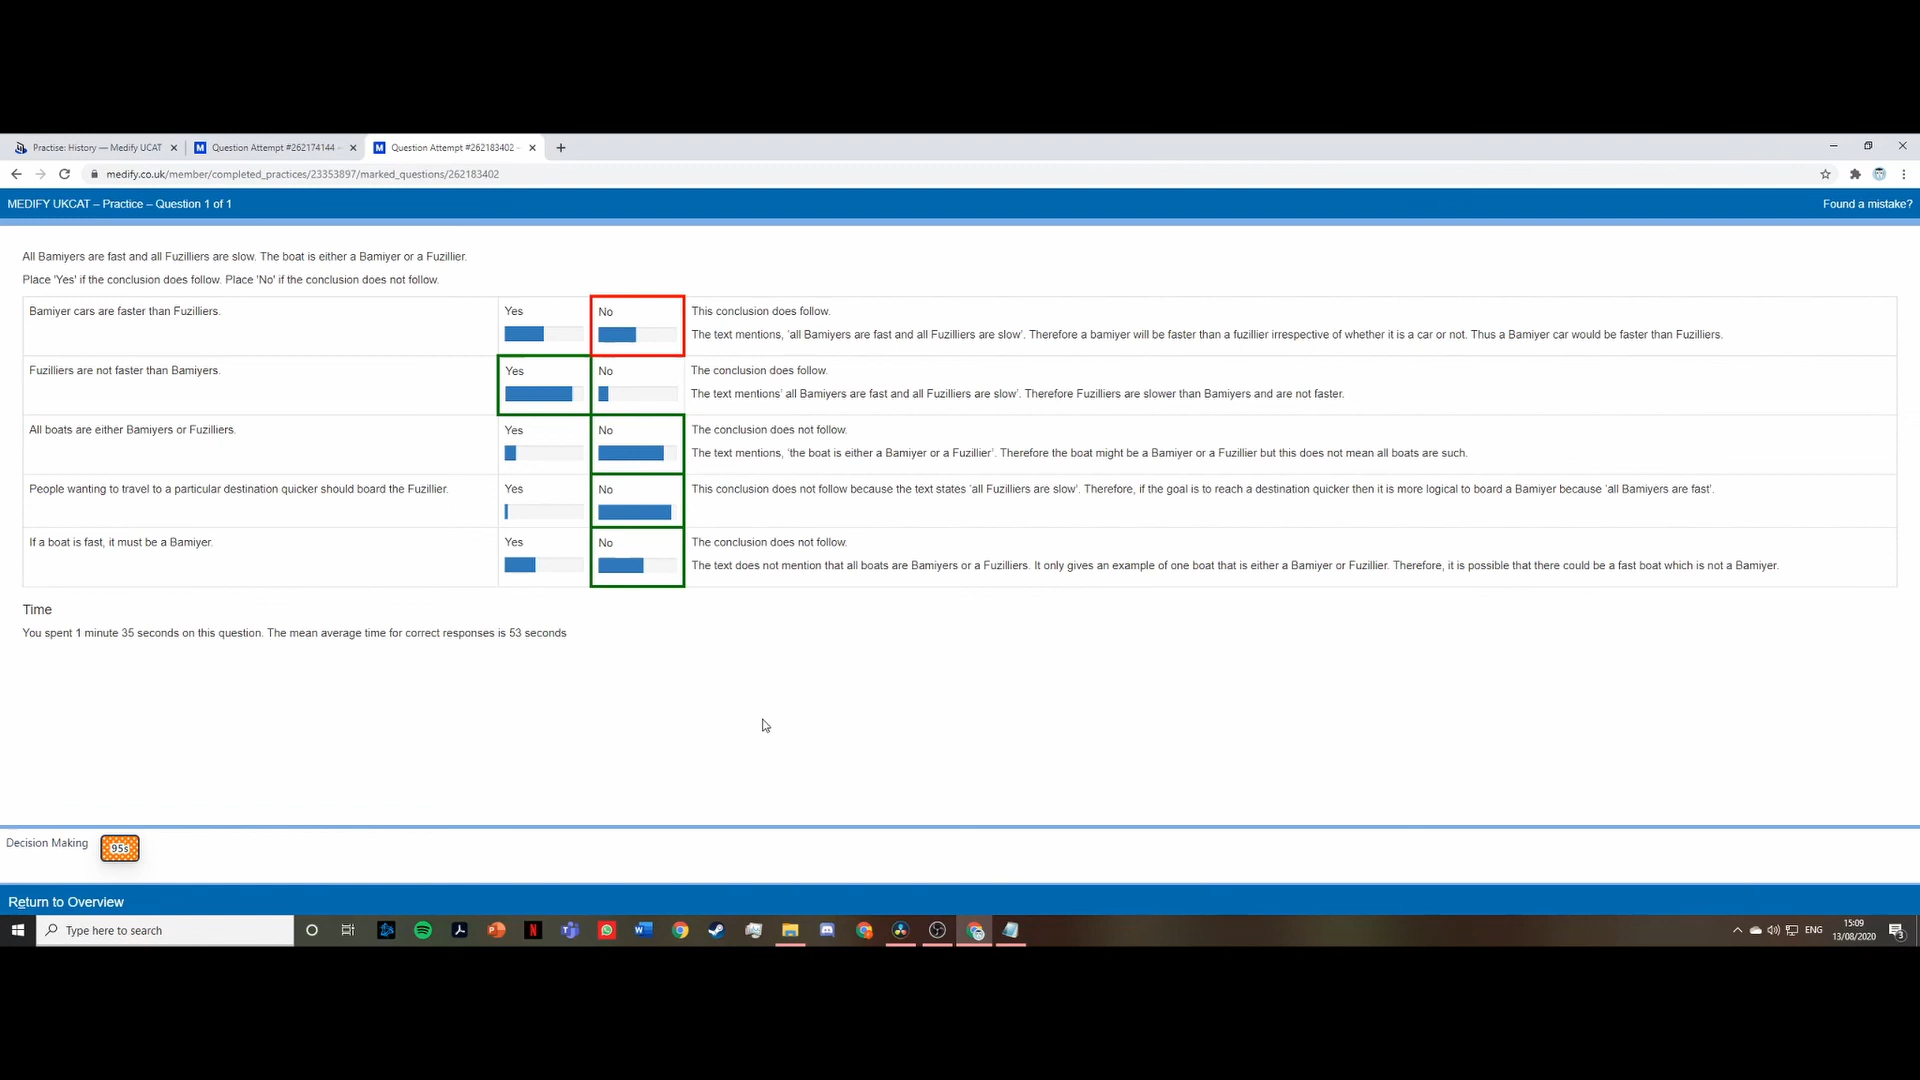 Practise: History — Medify UCAT
Question Attempt #262174144 -
Question Attempt #262183402 -
medify.co.uk/member/completed_practices/23353897/marked_questions/262183402
MEDIFY UKCAT – Practice – Question 1 of 1
Found a mistake?
All Bamiyers are fast and all Fuzilliers are slow. The boat is either a Bamiyer or a Fuzillier.
Place 'Yes' if the conclusion does follow. Place 'No' if the conclusion does not follow.
Bamiyer cars are faster than Fuzilliers.
Yes
No
This conclusion does follow.
The text mentions, 'all Bamiyers are fast and all Fuzilliers are slow'. Therefore a bamiyer will be faster than a fuzillier irrespective of whether it is a car or not. Thus a Bamiyer car would be faster than Fuzilliers.
Fuzilliers are not faster than Bamiyers.
Yes
No
The conclusion does follow.
The text mentions' all Bamiyers are fast and all Fuzilliers are slow'. Therefore Fuzilliers are slower than Bamiyers and are not faster.
All boats are either Bamiyers or Fuzilliers.
Yes
No
The conclusion does not follow.
The text mentions, 'the boat is either a Bamiyer or a Fuzillier'. Therefore the boat might be a Bamiyer or a Fuzillier but this does not mean all boats are such.
People wanting to travel to a particular destination quicker should board the Fuzillier.
Yes
No
This conclusion does not follow because the text states 'all Fuzilliers are slow'. Therefore, if the goal is to reach a destination quicker then it is more logical to board a Bamiyer because 'all Bamiyers are fast'.
If a boat is fast, it must be a Bamiyer.
Yes
No
The conclusion does not follow.
The text does not mention that all boats are Bamiyers or a Fuzilliers. It only gives an example of one boat that is either a Bamiyer or Fuzillier. Therefore, it is possible that there could be a fast boat which is not a Bamiyer.
Time
You spent 1 minute 35 seconds on this question. The mean average time for correct responses is 53 seconds
Decision Making
95s
Return to Overview
Type here to search
ENG
15:09
13/08/2020
3